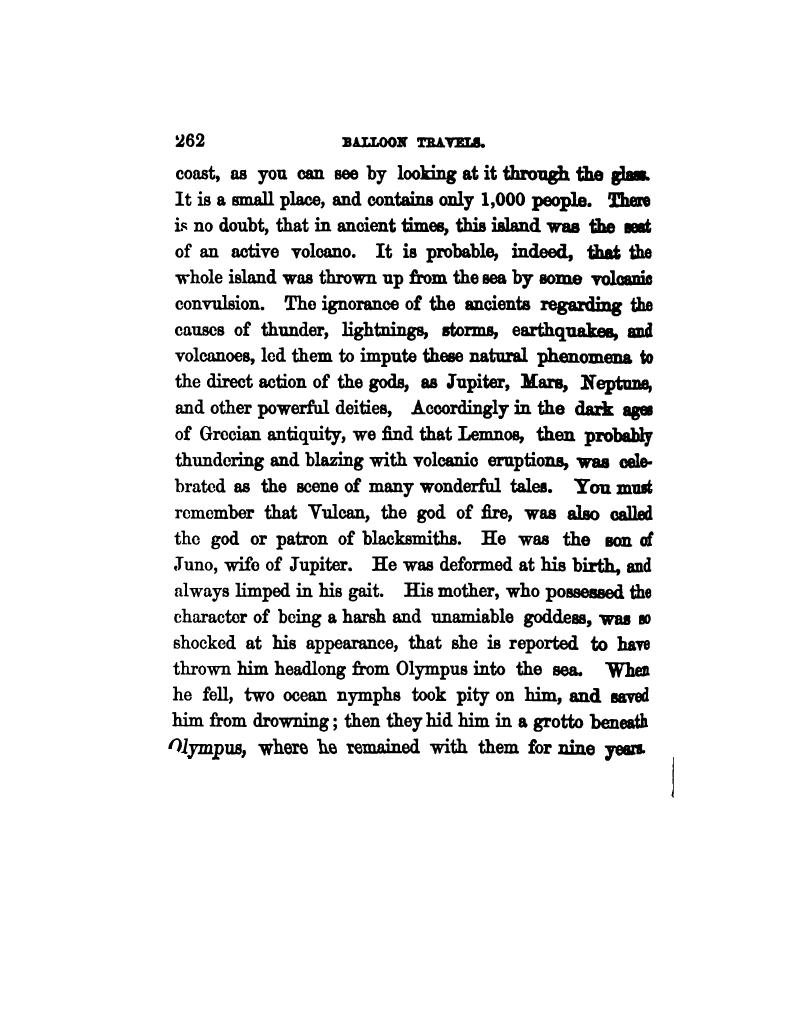 262 BALLOON TRAVELS.
coast, as you can see by looking at it through the glass.
It is a small place, and contains only 1,000 people. There
is no doubt, that in ancient times, this island was the seat
of an active volcano. It is probable, indeed, that the
whole island was thrown up from the sea by some volcanic
convulsion. The ignorance of the ancients regarding the
causes of thunder, lightnings, storms, earthquakes, and
volcanoes, led them to impute these natural phenomena to
the direct action of the gods, as Jupiter, Mars, Neptune,
and other powerful deities, Accordingly in the dark ages
of Grecian antiquity, we find that Lemnos, then probably
thundering and blazing with volcanic eruptions, was cele-
brated as the scene of many wonderful tales. You must
remember that Vulcan, the god of fire, was also called
the god or patron of blacksmiths. He was the son of
Juno, wife of Jupiter. He was deformed at his birth, and
always limped in his gait. His mother, who possessed the
character of being a harsh and unamiable goddess, was so
shocked at his appearance, that she is reported to have
thrown him headlong from Olympus into the sea. When
he fell, two ocean nymphs took pity on him, and saved
him from drowning; then they hid him in a grotto beneath
Olympus, where he remained with them for nine years.